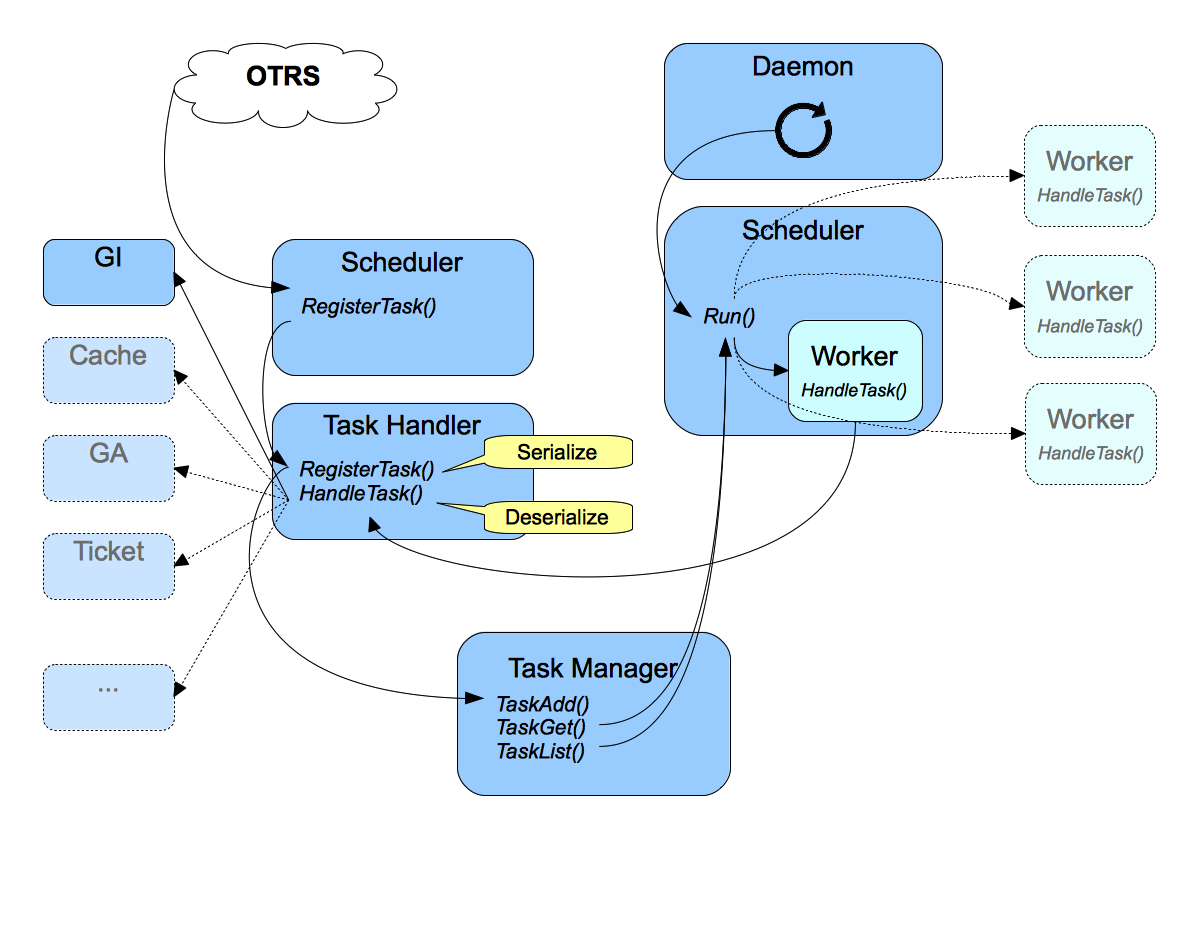 OTRS
GI
Cache
GA
Ticket
...
Scheduler
RegisterTask()
Task Handler
RegisterTask()
HandleTask()
Serialize
Deserialize
Task Manager
TaskAdd()
TaskGet()
TaskList()
Daemon
Scheduler
Run()
Worker
HandleTask()
Worker
HandleTask()
Worker
HandleTask()
Worker
HandleTask()